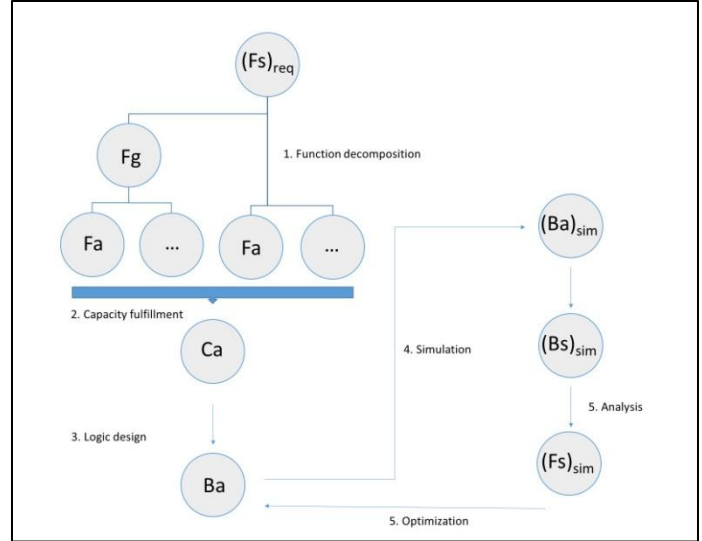 (Fs)req
Fg
1. Function decomposition
Fa
...
Fa
...
2. Capacity fulfillment
Ca
3. Logic design
Ba
4. Simulation
(Ba)sim
(Bs)sim
5. Analysis
(Fs)sim
5. Optimization